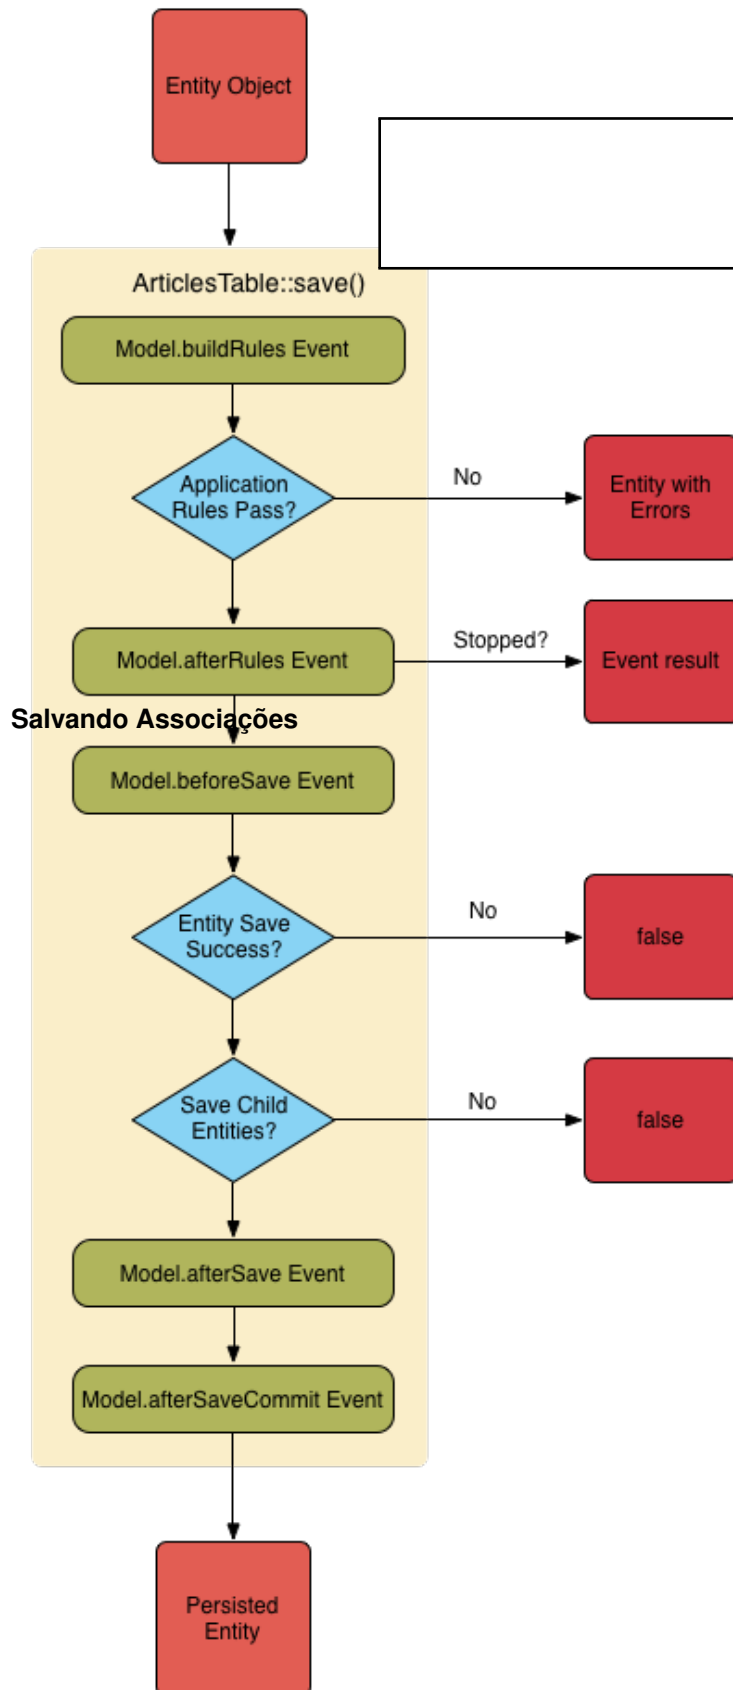 Entity Object
ArticlesTable::save()
Model.buildRules Event
Application
Rules Pass?
No
Entity with
Errors
Model.afterRules Event
Stopped?
Event result
Salvando Associações
Model.beforeSave Event
Entity Save
Success?
No
false
Save Child
Entities?
No
false
Model.afterSave Event
Model.afterSaveCommit Event
Persisted
Entity